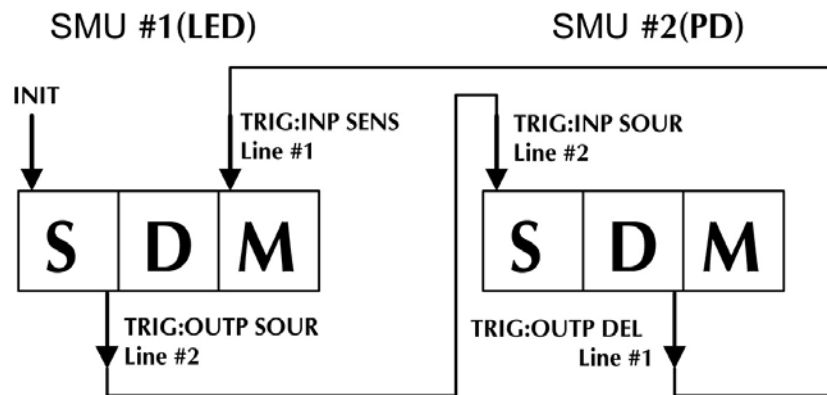 SMU #1(LED)
SMU #2(PD)
INIT
TRIG:INP SENS
Line #1
TRIG:INP SOUR
Line #2
S D M
S D M
TRIG:OUTP SOUR
Line #2
TRIG:OUTP DEL
Line #1